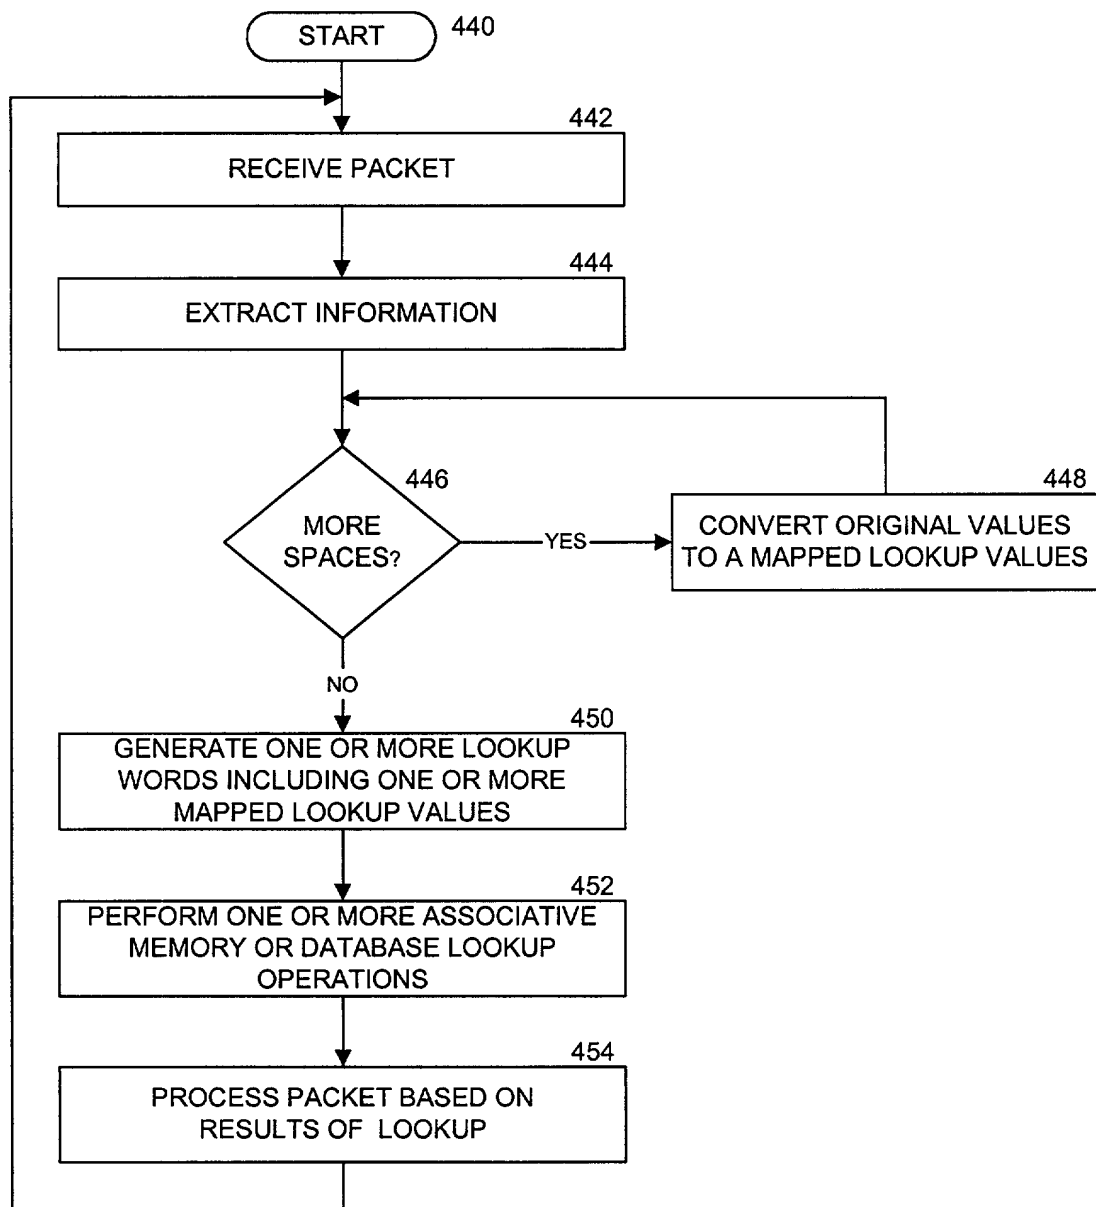 START
440
442
RECEIVE PACKET
444
EXTRACT INFORMATION
446
MORE
SPACES?
YES
448
CONVERT ORIGINAL VALUES
TO A MAPPED LOOKUP VALUES
NO
450
GENERATE ONE OR MORE LOOKUP
WORDS INCLUDING ONE OR MORE
MAPPED LOOKUP VALUES
452
PERFORM ONE OR MORE ASSOCIATIVE
MEMORY OR DATABASE LOOKUP
OPERATIONS
454
PROCESS PACKET BASED ON
RESULTS OF LOOKUP